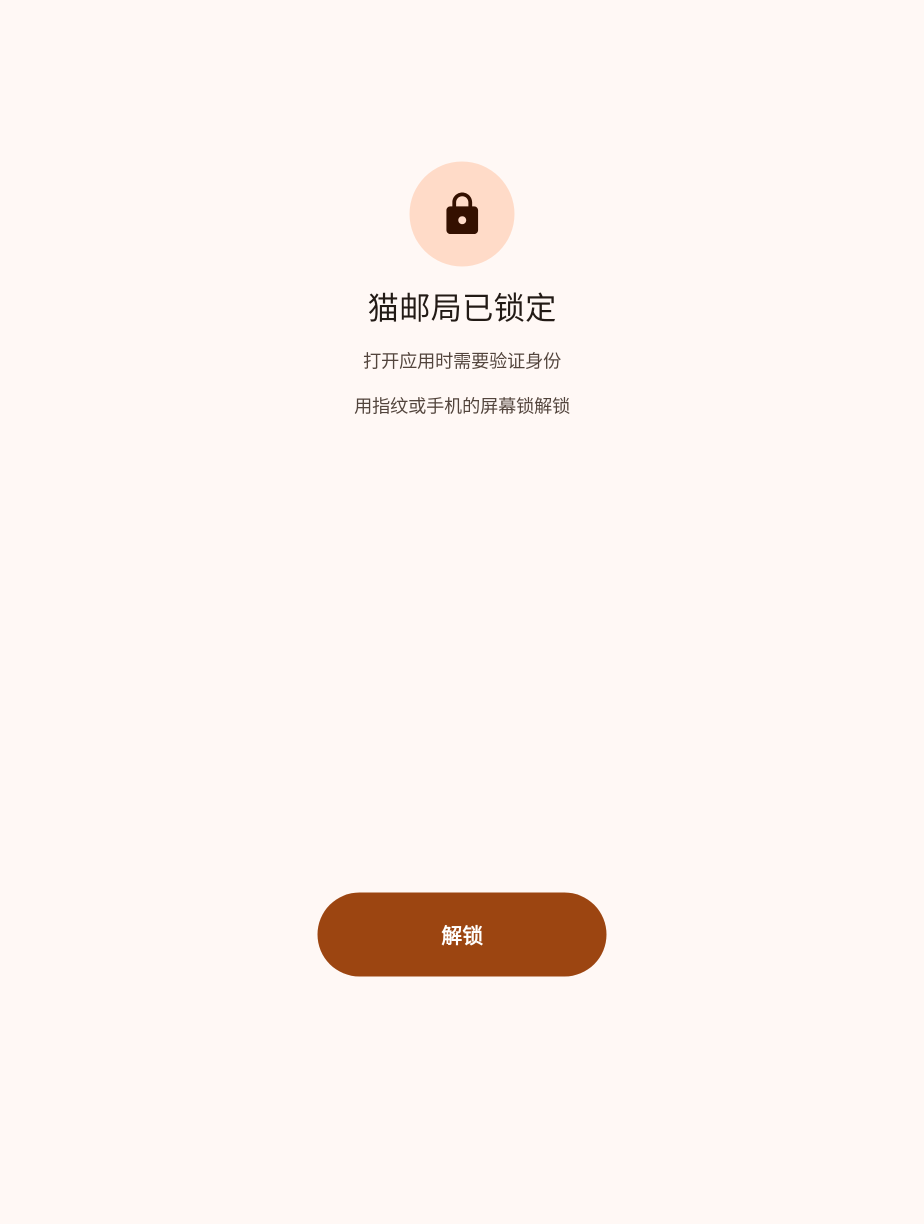 猫邮局已锁定
打开应用时需要验证身份
用指纹或手机的屏幕锁解锁
解锁